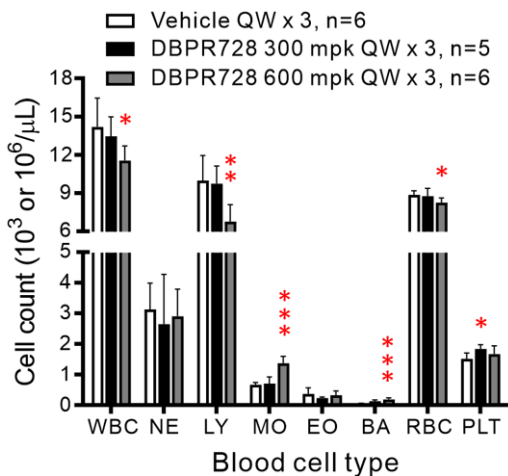 Vehicle QW x 3, n=6
DBPR728 300 mpk QW x 3, n=5
DBPR728 600 mpk QW x 3, n=6
Cell count (10³ or 10⁶/μL)
18
15
12
9
6
5
4
3
2
1
0
*
**
***
***
*
*
WBC NE LY MO EO BA RBC PLT
Blood cell type